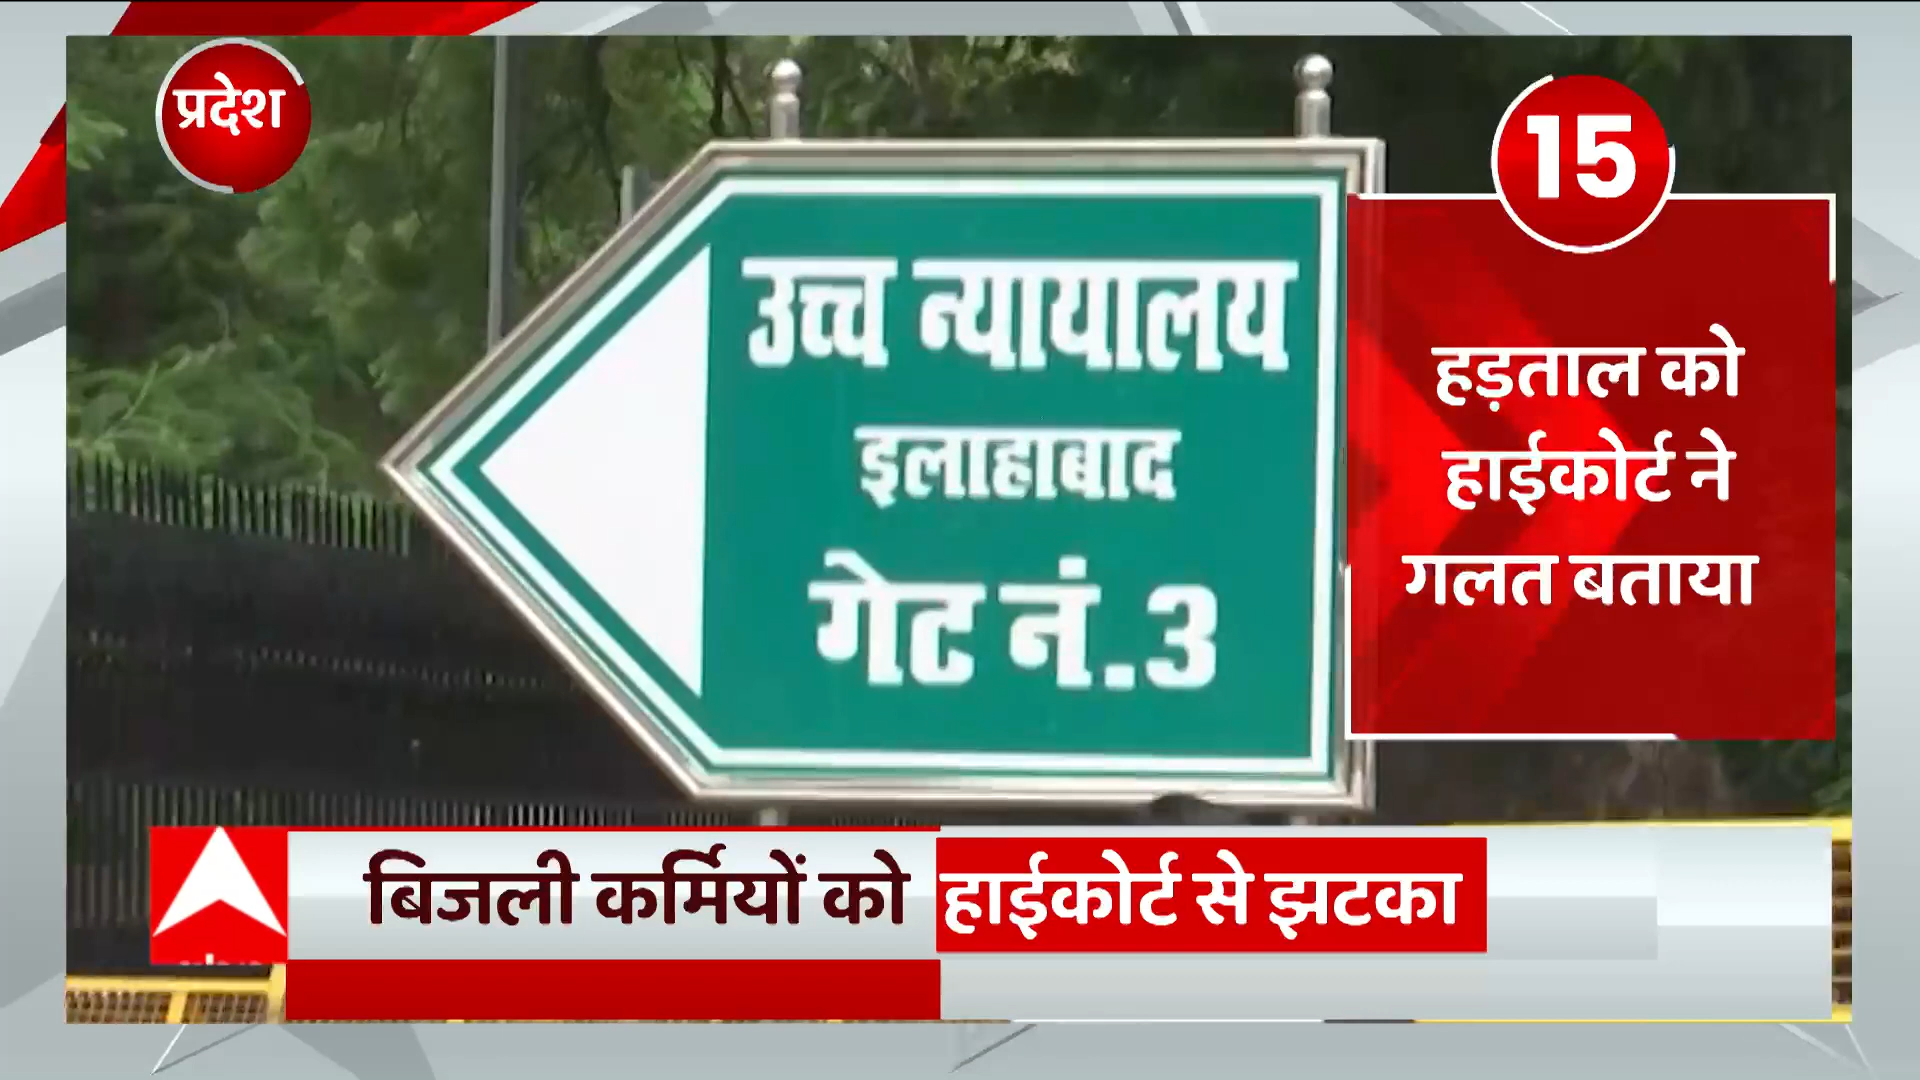 प्रदेश
15
उच्च न्यायालय
इलाहाबाद
गेट नं.3
हड़ताल को
हाईकोर्ट ने
गलत बताया
बिजली कर्मियों को हाईकोर्ट से झटका